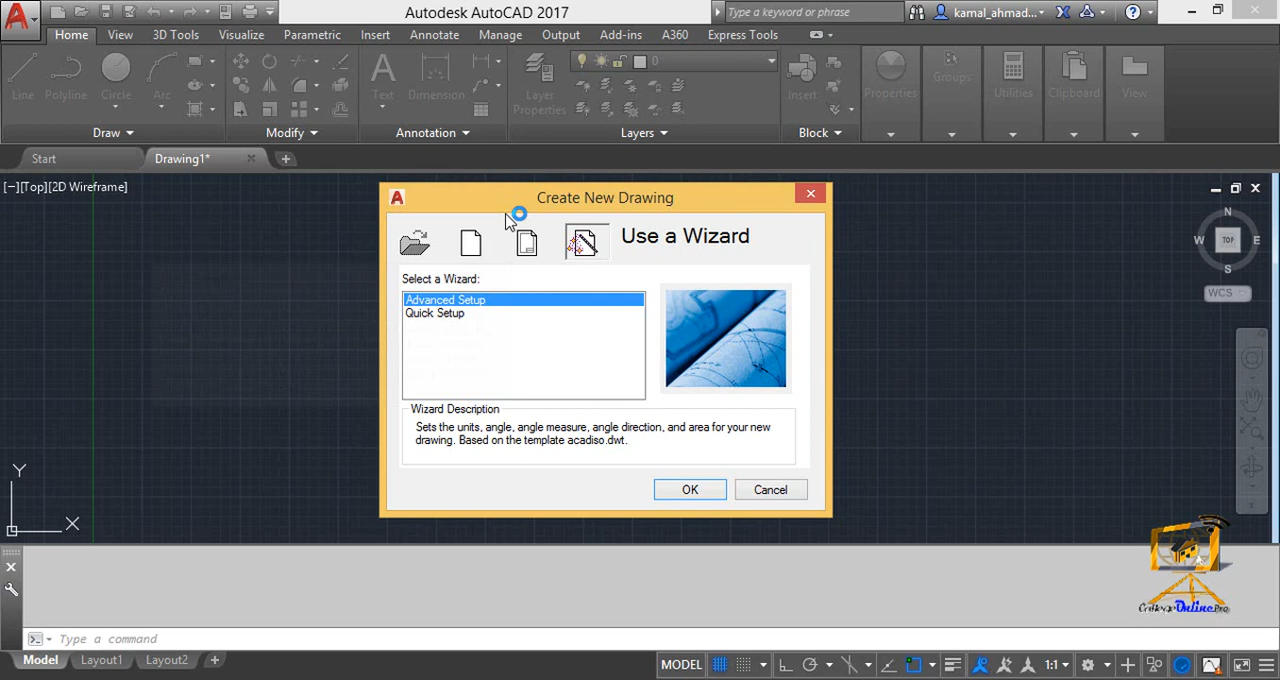 Autodesk AutoCAD 2017
Type a keyword or phrase
kamal_ahmad...
Home View 3D Tools Visualize Parametric Insert Annotate Manage Output Add-ins A360 Express Tools
Line Polyline Circle Arc
Text Dimension
Layer Properties
0
Insert
Properties
Groups
Utilities
Clipboard
View
Draw Modify Annotation Layers Block
Start Drawing1*
[−][Top][2D Wireframe]
Create New Drawing
Use a Wizard
Select a Wizard:
Advanced Setup
Quick Setup
Wizard Description
Sets the units, angle, angle measure, angle direction, and area for your new
drawing. Based on the template acadiso.dwt.
OK Cancel
N
W TOP E
S
WCS
Y
X
College Online Pro
Type a command
Model Layout1 Layout2
MODEL 1:1